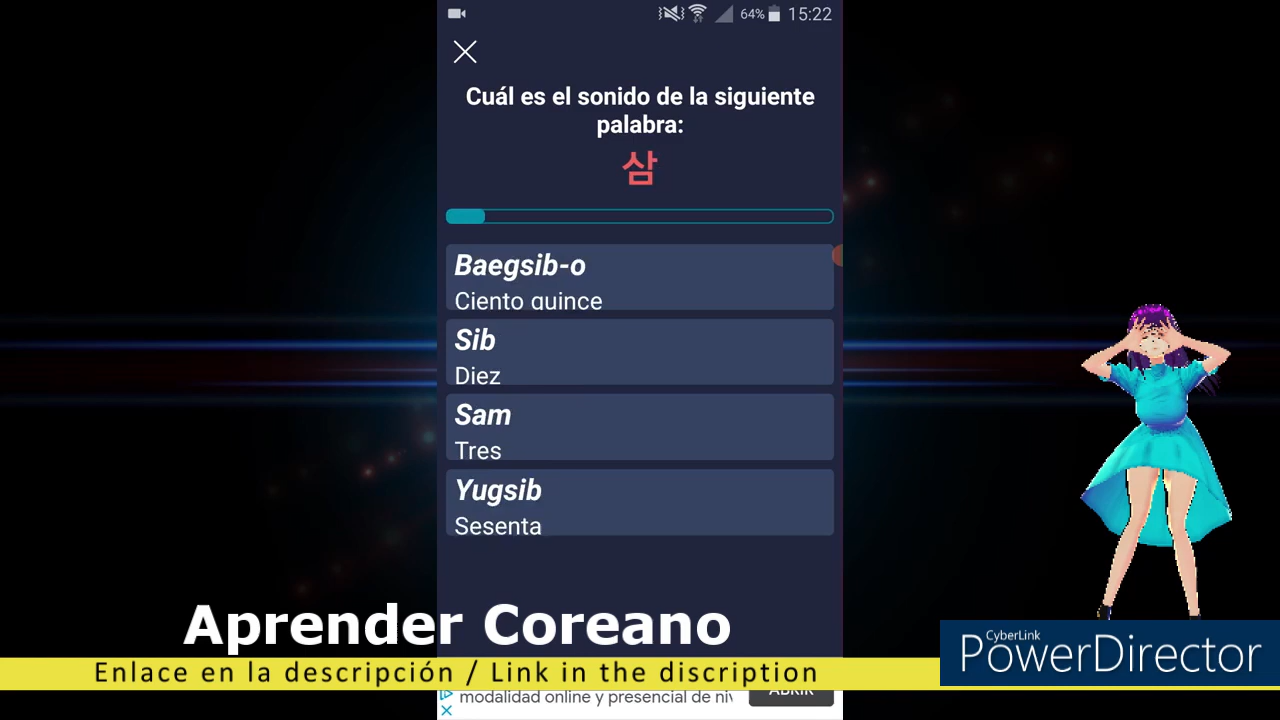 64% 15:22
Cuál es el sonido de la siguiente
palabra:
삼
Baegsib-o
Ciento quince
Sib
Diez
Sam
Tres
Yugsib
Sesenta
Aprender Coreano
Enlace en la descripción / Link in the discription
CyberLink
PowerDirector
modalidad online y presencial de niv
ABRIR